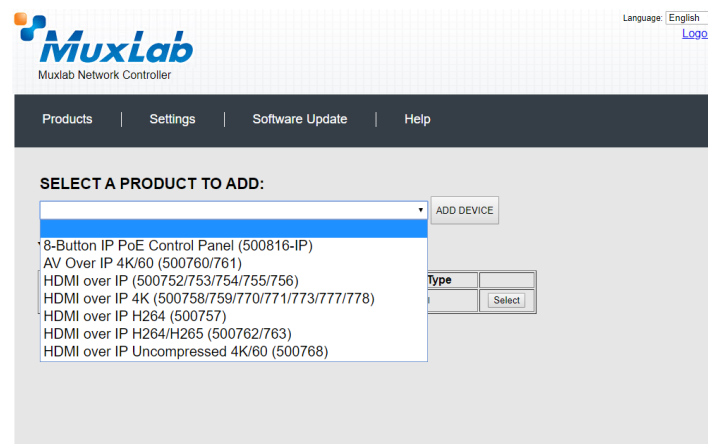 Language: English
Logo
MuxLab
Muxlab Network Controller
Products | Settings | Software Update | Help
SELECT A PRODUCT TO ADD:
ADD DEVICE
8-Button IP PoE Control Panel (500816-IP)
AV Over IP 4K/60 (500760/761)
HDMI over IP (500752/753/754/755/756)
Type
HDMI over IP 4K (500758/759/770/771/773/777/778)
Select
HDMI over IP H264 (500757)
HDMI over IP H264/H265 (500762/763)
HDMI over IP Uncompressed 4K/60 (500768)